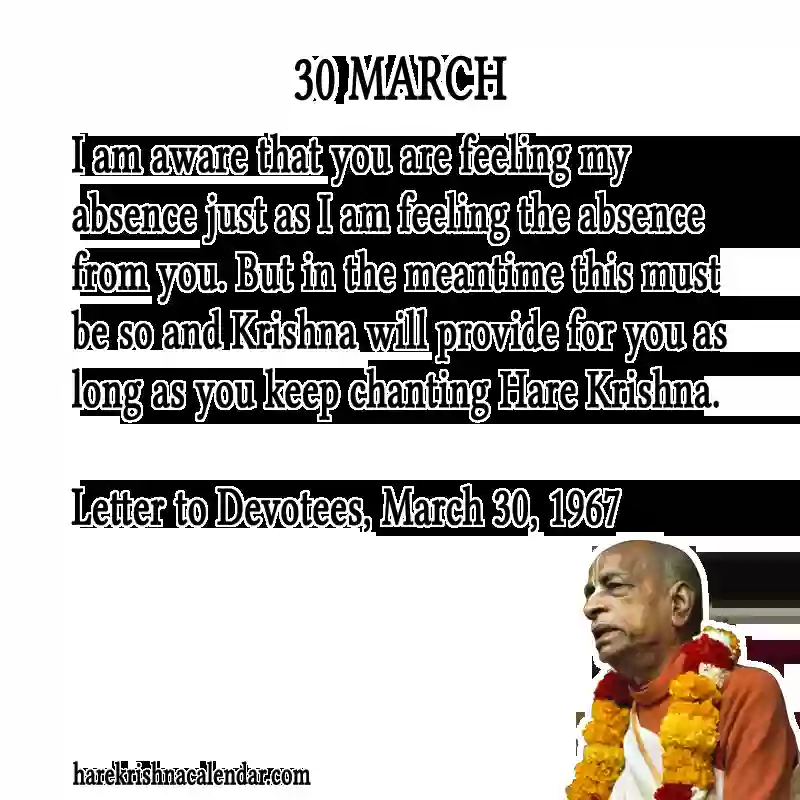 30 MARCH
I am aware that you are feeling my
absence just as I am feeling the absence
from you. But in the meantime this must
be so and Krishna will provide for you as
long as you keep chanting Hare Krishna.
Letter to Devotees, March 30, 1967
harekrishnacalendar.com